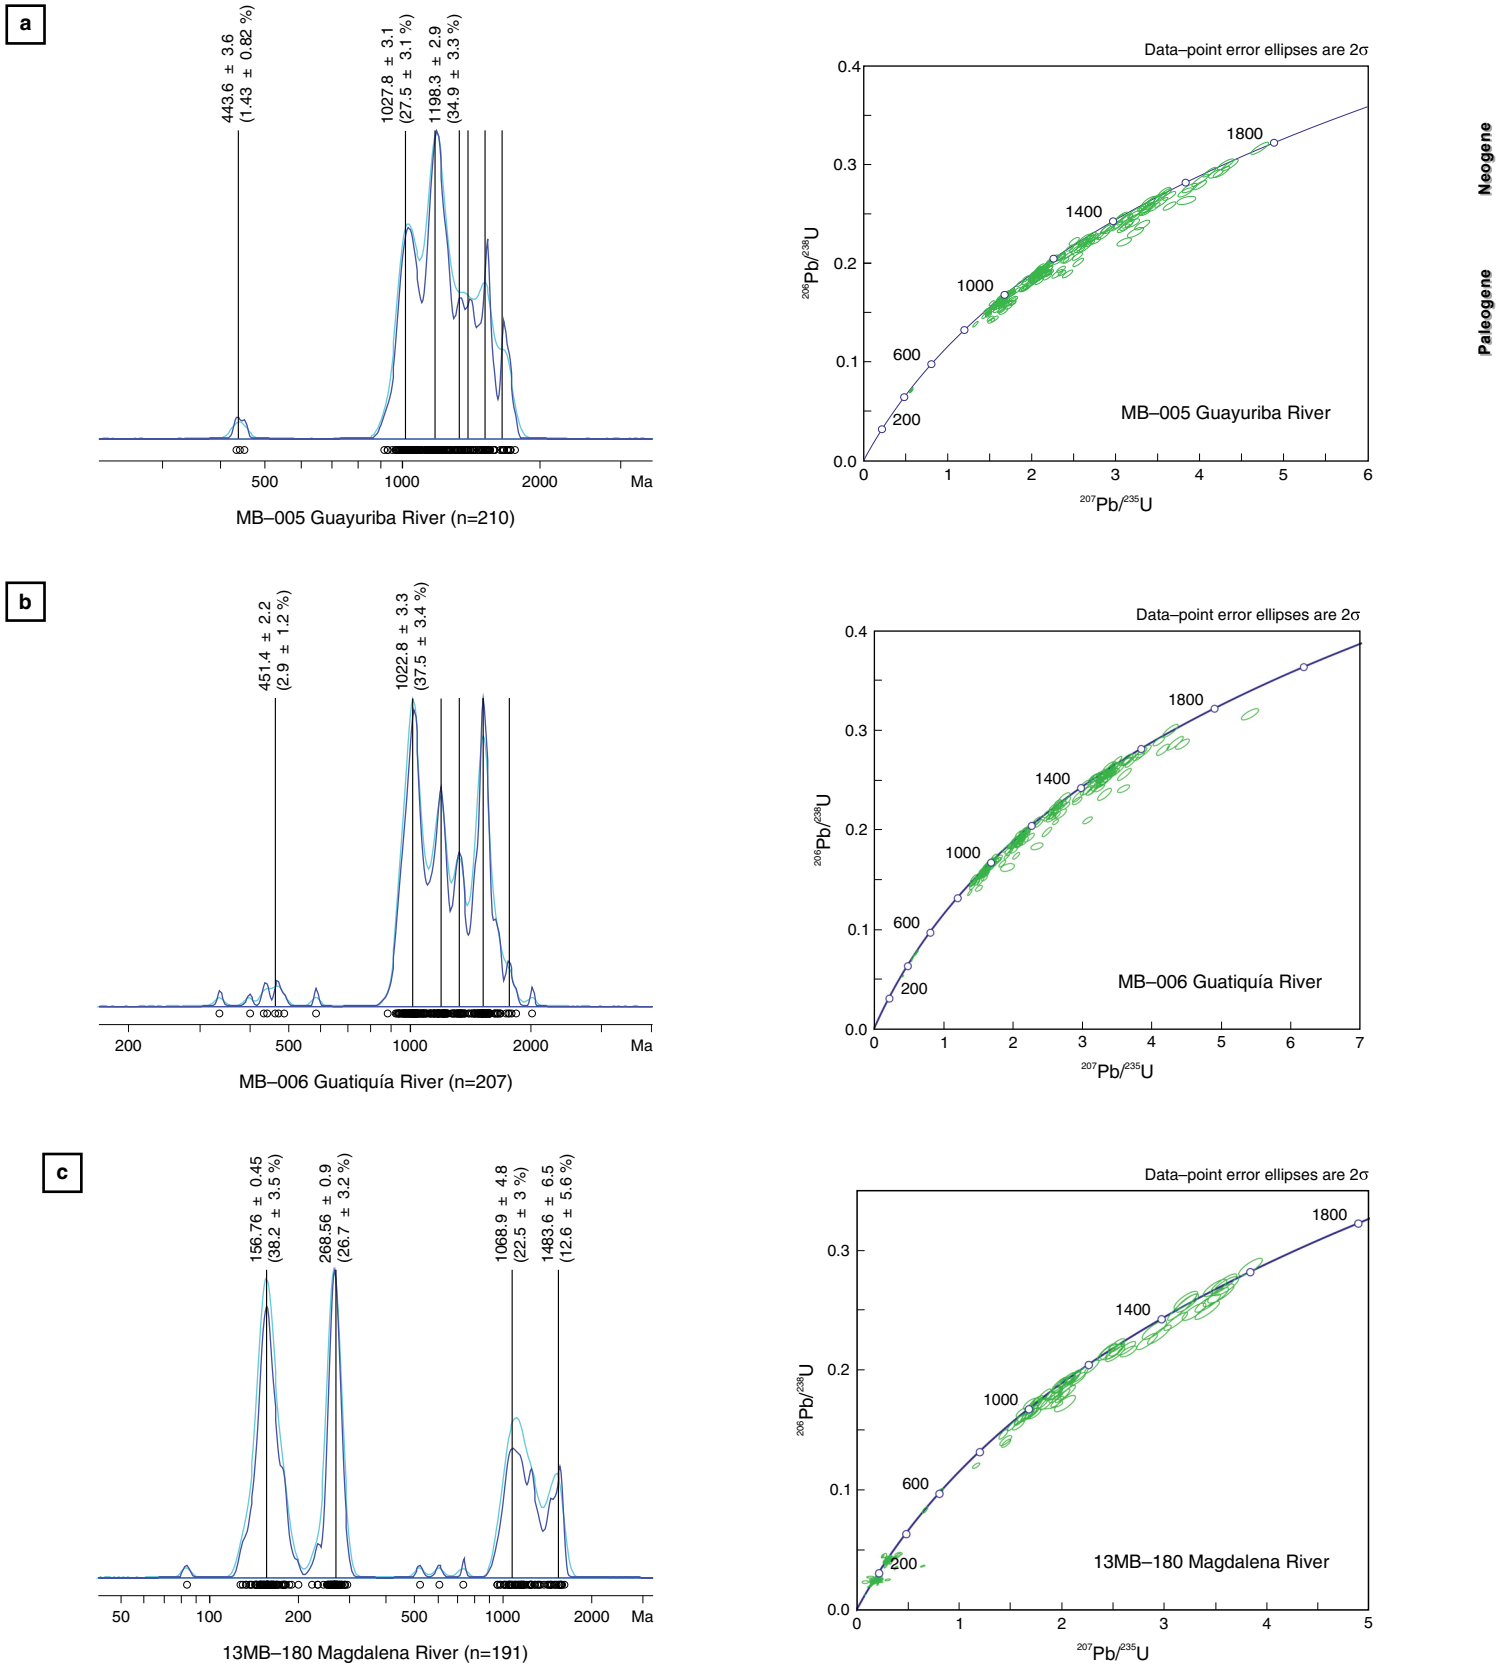 a
443.6 ± 3.6
(1.43 ± 0.82 %)
1027.8 ± 3.1
(27.5 ± 3.1 %)
1198.3 ± 2.9
(34.9 ± 3.3 %)
500
1000
2000
Ma
MB–005 Guayuriba River (n=210)
Data–point error ellipses are 2σ
0.4
0.3
0.2
0.1
0.0
206Pb/238U
1800
1400
1000
600
200
MB–005 Guayuriba River
0 1 2 3 4 5 6
207Pb/235U
Neogene
Paleogene
b
451.4 ± 2.2
(2.9 ± 1.2 %)
1022.8 ± 3.3
(37.5 ± 3.4 %)
200
500
1000
2000
Ma
MB–006 Guatiquía River (n=207)
Data–point error ellipses are 2σ
0.4
0.3
0.2
0.1
0.0
206Pb/238U
1800
1400
1000
600
200
MB–006 Guatiquía River
0 1 2 3 4 5 6 7
207Pb/235U
c
156.76 ± 0.45
(38.2 ± 3.5 %)
268.56 ± 0.9
(26.7 ± 3.2 %)
1068.9 ± 4.8
(22.5 ± 3 %)
1483.6 ± 6.5
(12.6 ± 5.6 %)
50
100
200
500
1000
2000
Ma
13MB–180 Magdalena River (n=191)
Data–point error ellipses are 2σ
0.3
0.2
0.1
0.0
206Pb/238U
1800
1400
1000
600
200
13MB–180 Magdalena River
0 1 2 3 4 5
207Pb/235U